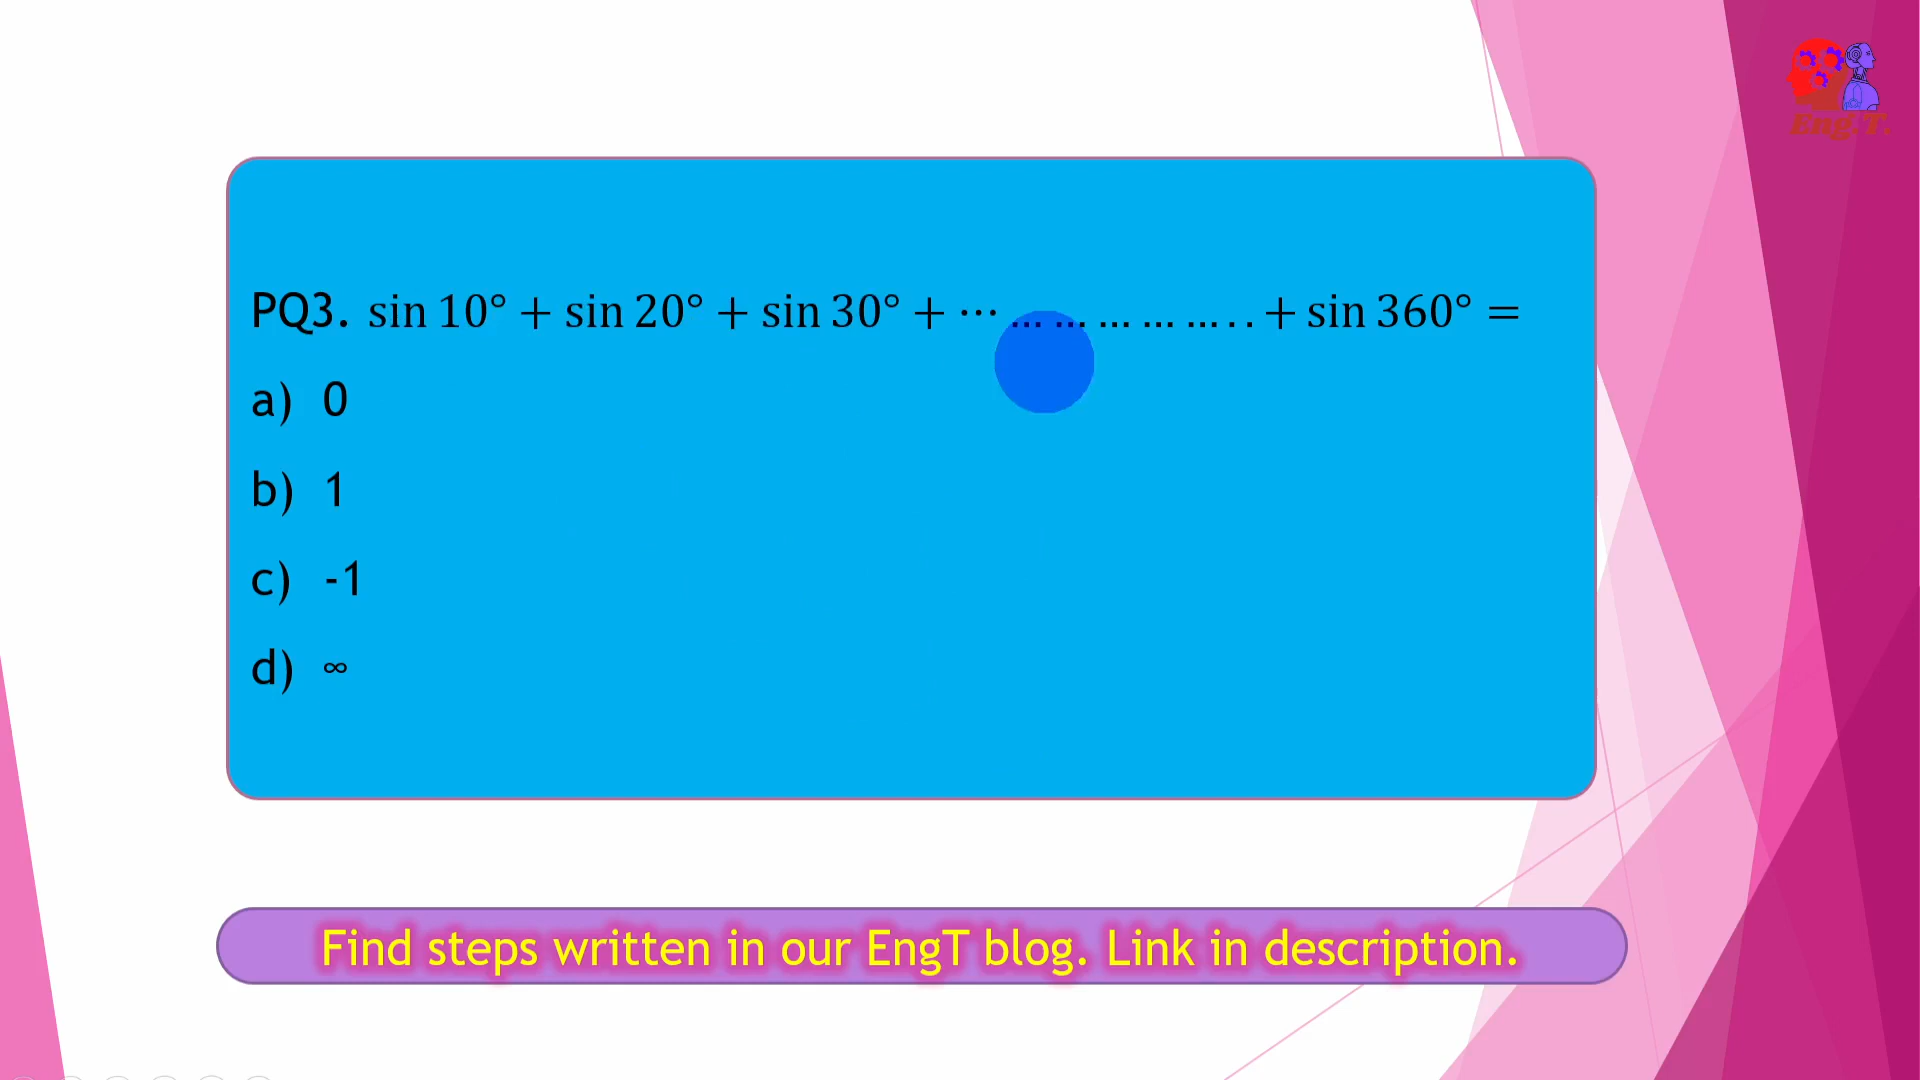 Eng.T.
PQ3. sin 10° + sin 20° + sin 30° + ⋯ … … … … … . . + sin 360° =
a) 0
b) 1
c) -1
d) ∞
Find steps written in our EngT blog. Link in description.